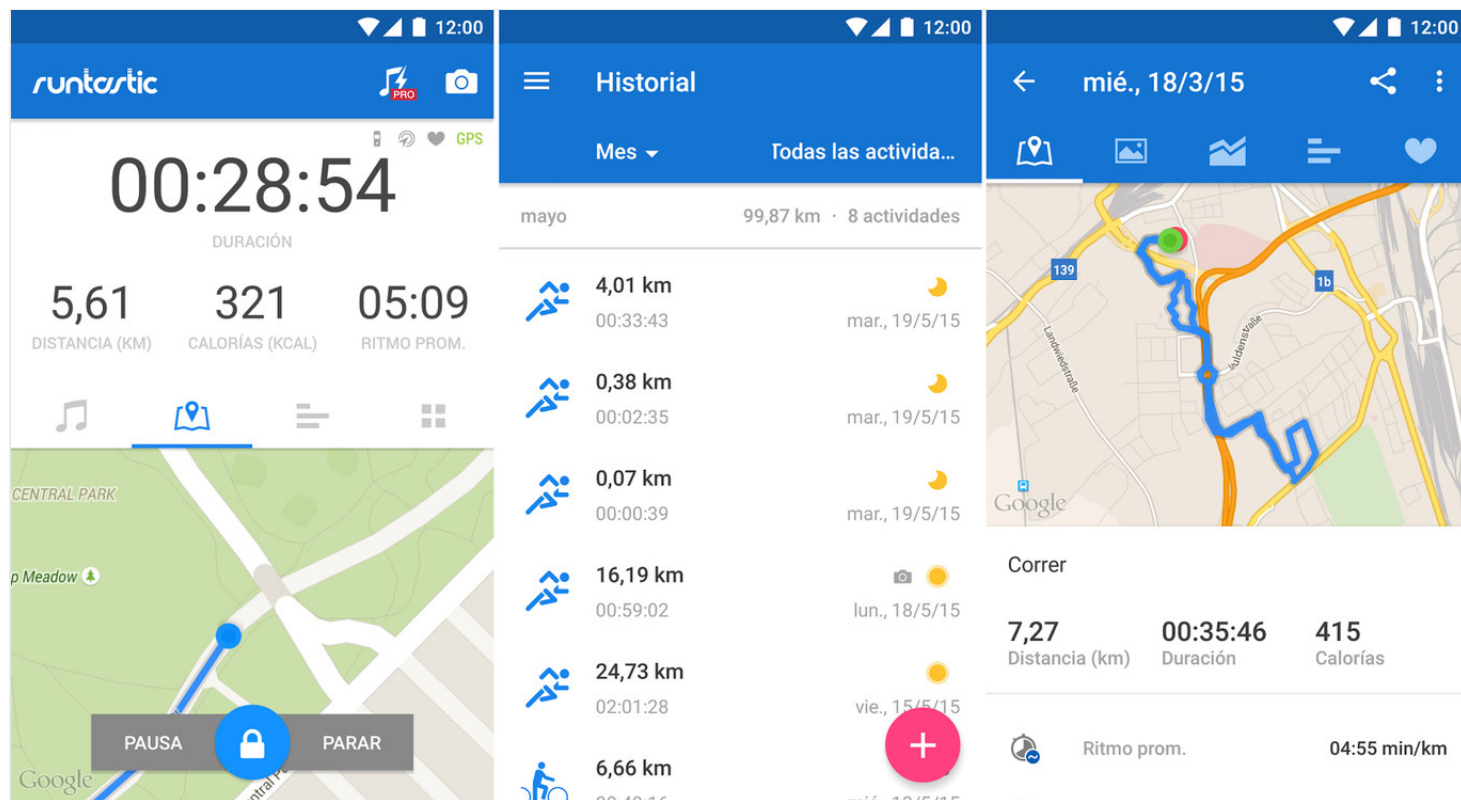 12:00
runtastic
PRO
GPS
00:28:54
DURACIÓN
5,61 321 05:09
DISTANCIA (KM) CALORÍAS (KCAL) RITMO PROM.
CENTRAL PARK
p Meadow
PAUSA PARAR
Google
12:00
Historial
Mes Todas las activida...
mayo 99,87 km · 8 actividades
4,01 km
00:33:43 mar., 19/5/15
0,38 km
00:02:35 mar., 19/5/15
0,07 km
00:00:39 mar., 19/5/15
16,19 km
00:59:02 lun., 18/5/15
24,73 km
02:01:28 vie., 15/5/15
+
6,66 km
12:00
mié., 18/3/15
139
1b
Landwiedstraße
Google
Correr
7,27 00:35:46 415
Distancia (km) Duración Calorías
Ritmo prom. 04:55 min/km